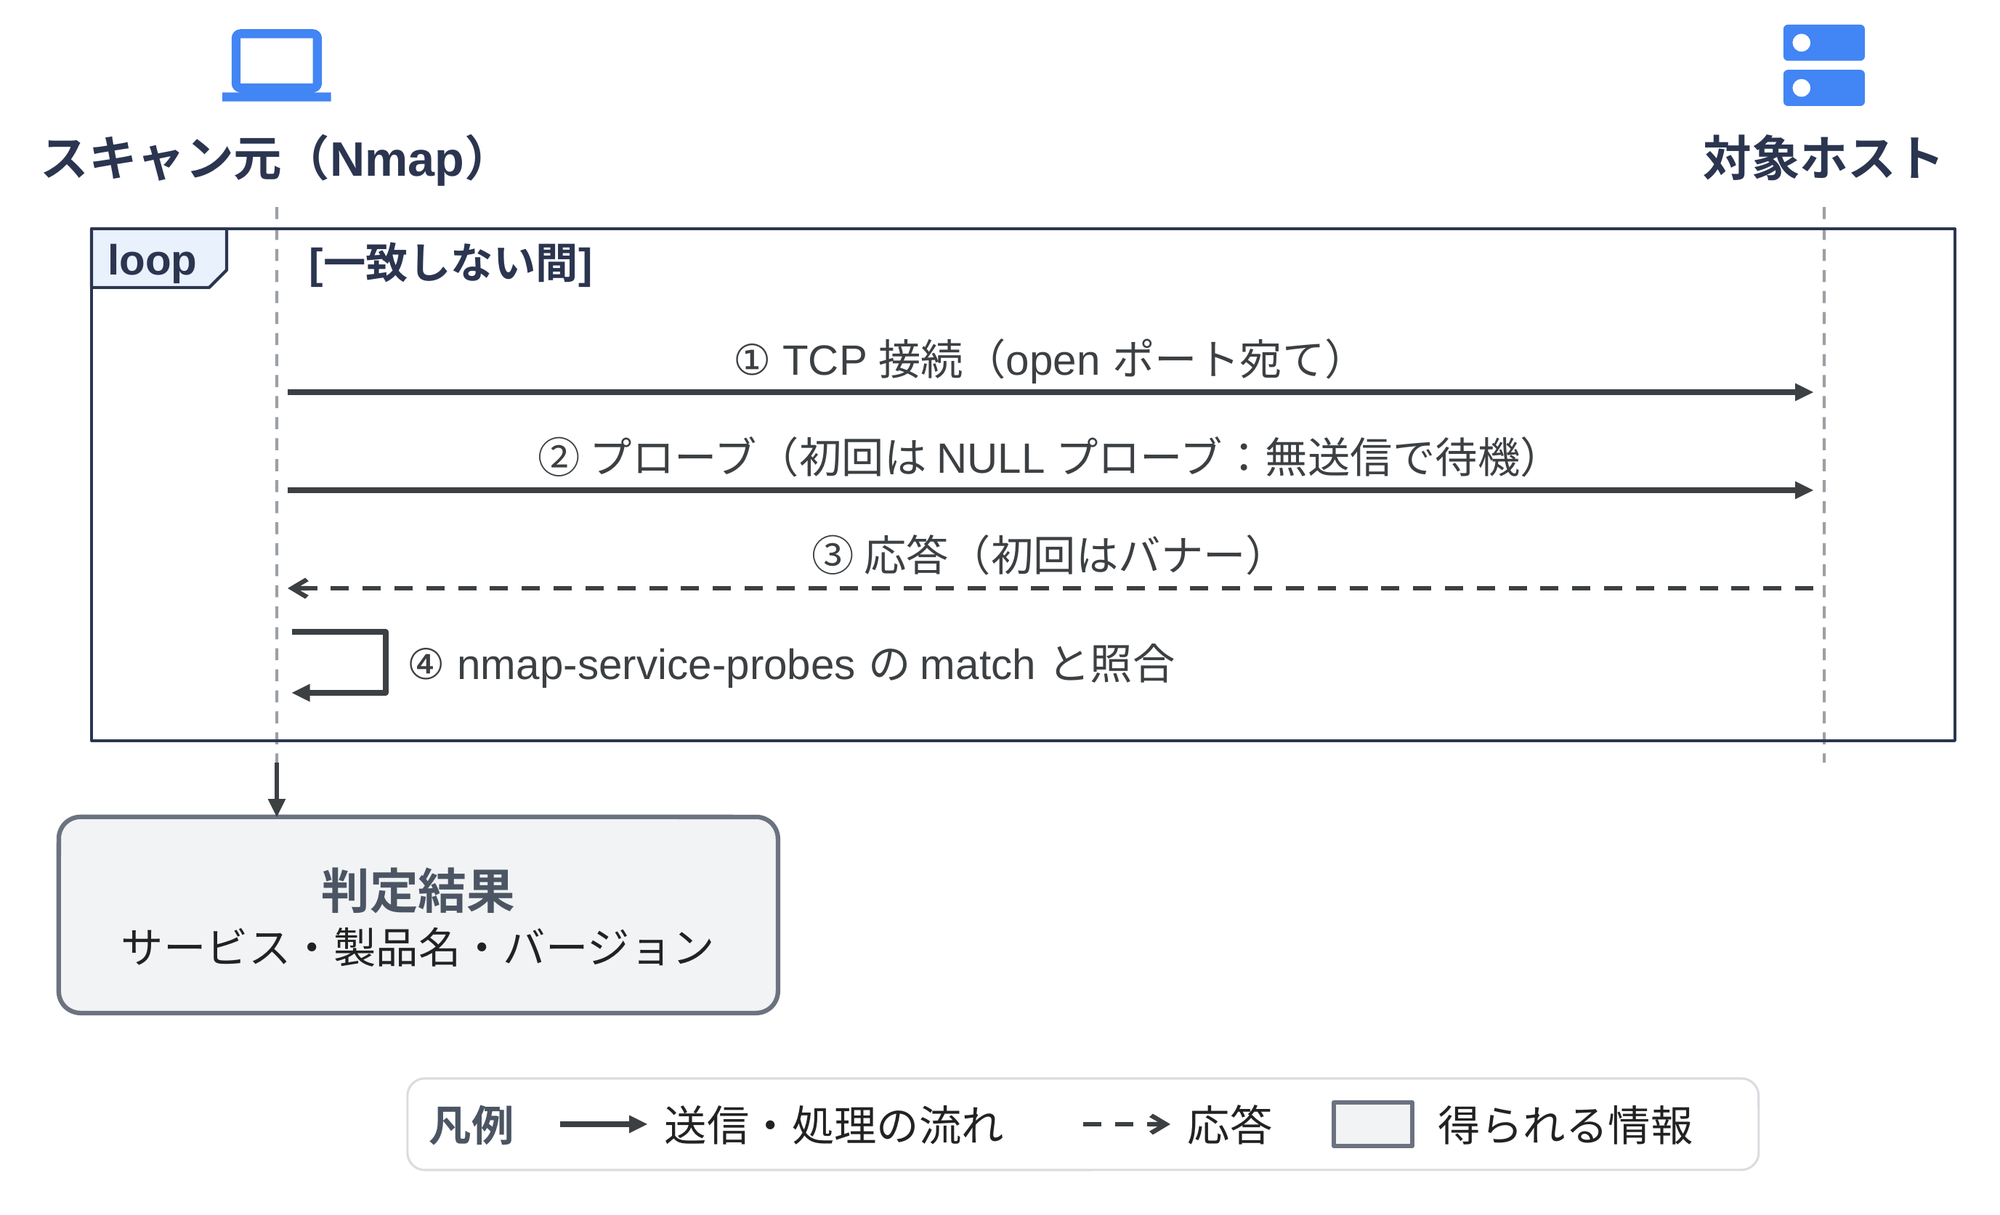 スキャン元（Nmap）
対象ホスト
loop
[一致しない間]
① TCP 接続（open ポート宛て）
② プローブ（初回は NULL プローブ：無送信で待機）
③ 応答（初回はバナー）
④ nmap-service-probes の match と照合
判定結果
サービス・製品名・バージョン
凡例
送信・処理の流れ
応答
得られる情報